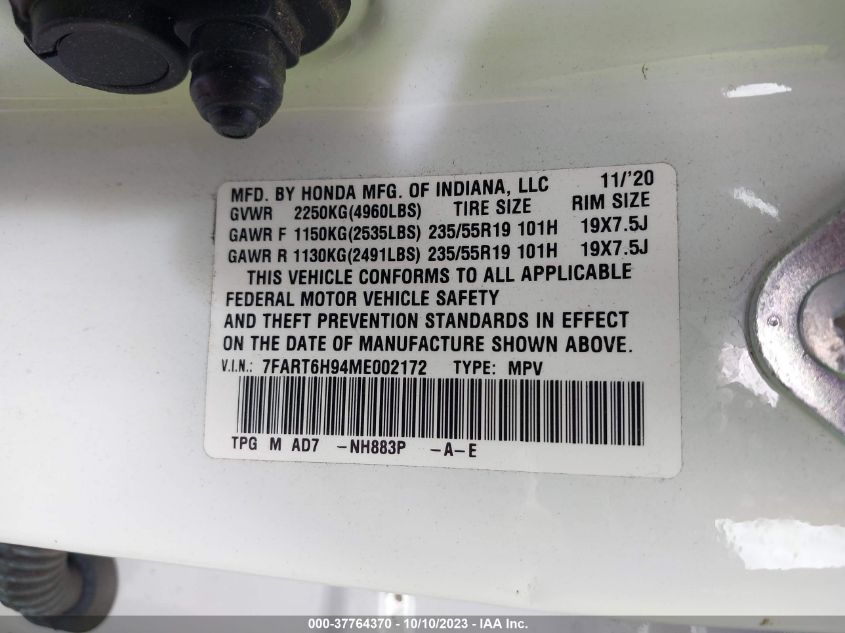 MFD. BY HONDA MFG. OF INDIANA, LLC 11/'20
GVWR 2250KG(4960LBS) TIRE SIZE RIM SIZE
GAWR F 1150KG(2535LBS) 235/55R19 101H 19X7.5J
GAWR R 1130KG(2491LBS) 235/55R19 101H 19X7.5J
THIS VEHICLE CONFORMS TO ALL APPLICABLE
FEDERAL MOTOR VEHICLE SAFETY
AND THEFT PREVENTION STANDARDS IN EFFECT
ON THE DATE OF MANUFACTURE SHOWN ABOVE.
V.I.N.: 7FART6H94ME002172 TYPE: MPV
TPG M AD7 -NH883P -A-E
000-37764370 - 10/10/2023 - IAA Inc.